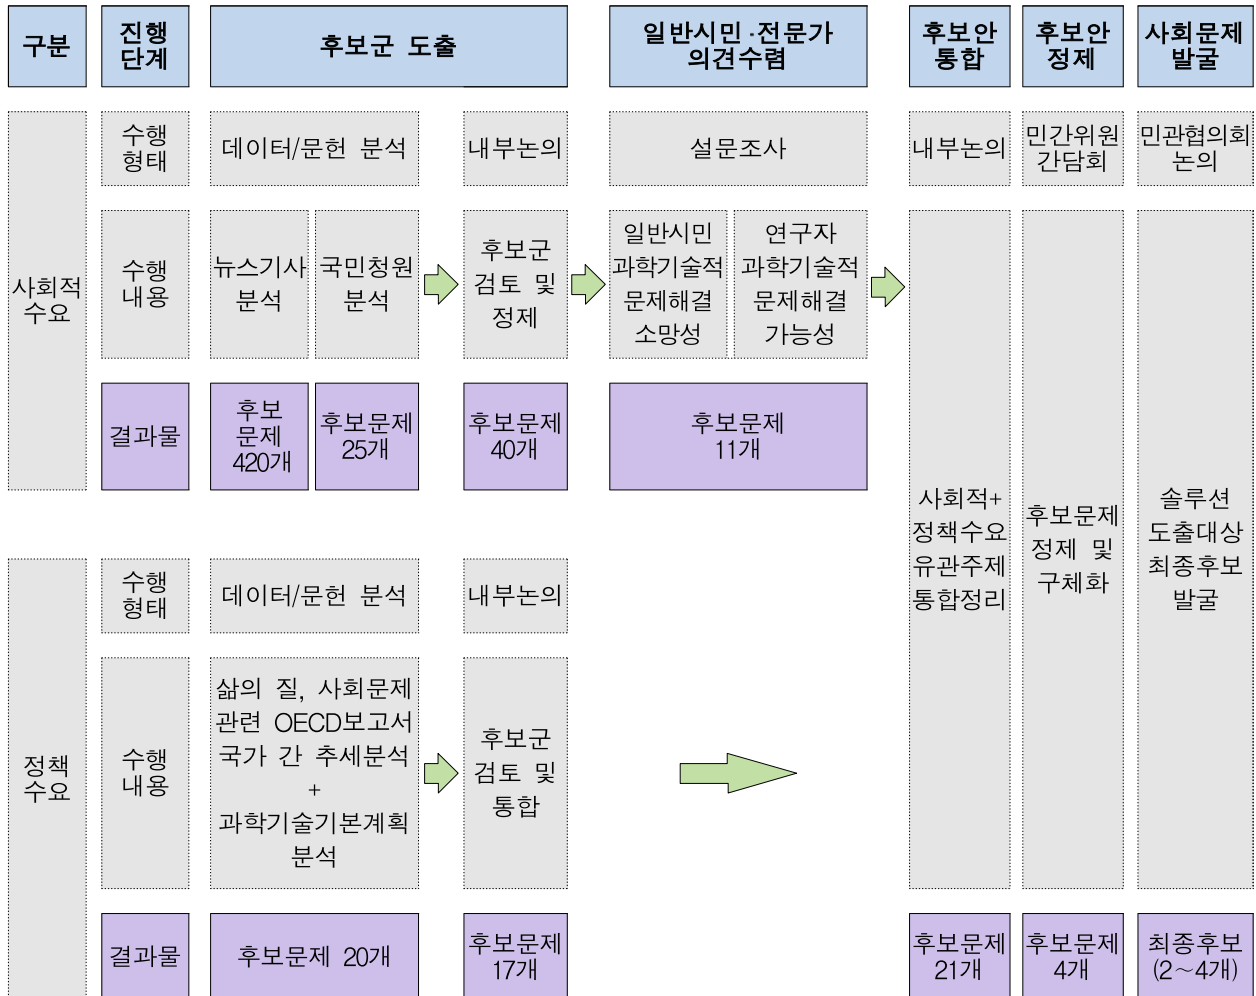 구분
진행
단계
후보군 도출
일반시민·전문가
의견수렴
후보안
통합
후보안
정제
사회문제
발굴
사회적
수요
수행
형태
데이터/문헌 분석
내부논의
설문조사
내부논의
민간위원
간담회
민관협의회
논의
수행
내용
뉴스기사
분석
국민청원
분석
후보군
검토 및
정제
일반시민
과학기술적
문제해결
소망성
연구자
과학기술적
문제해결
가능성
결과물
후보
문제
420개
후보문제
25개
후보문제
40개
후보문제
11개
사회적+
정책수요
유관주제
통합정리
후보문제
정제 및
구체화
솔루션
도출대상
최종후보
발굴
정책
수요
수행
형태
데이터/문헌 분석
내부논의
수행
내용
삶의 질, 사회문제
관련 OECD보고서
국가 간 추세분석
+
과학기술기본계획
분석
후보군
검토 및
통합
결과물
후보문제 20개
후보문제
17개
후보문제
21개
후보문제
4개
최종후보
(2～4개)